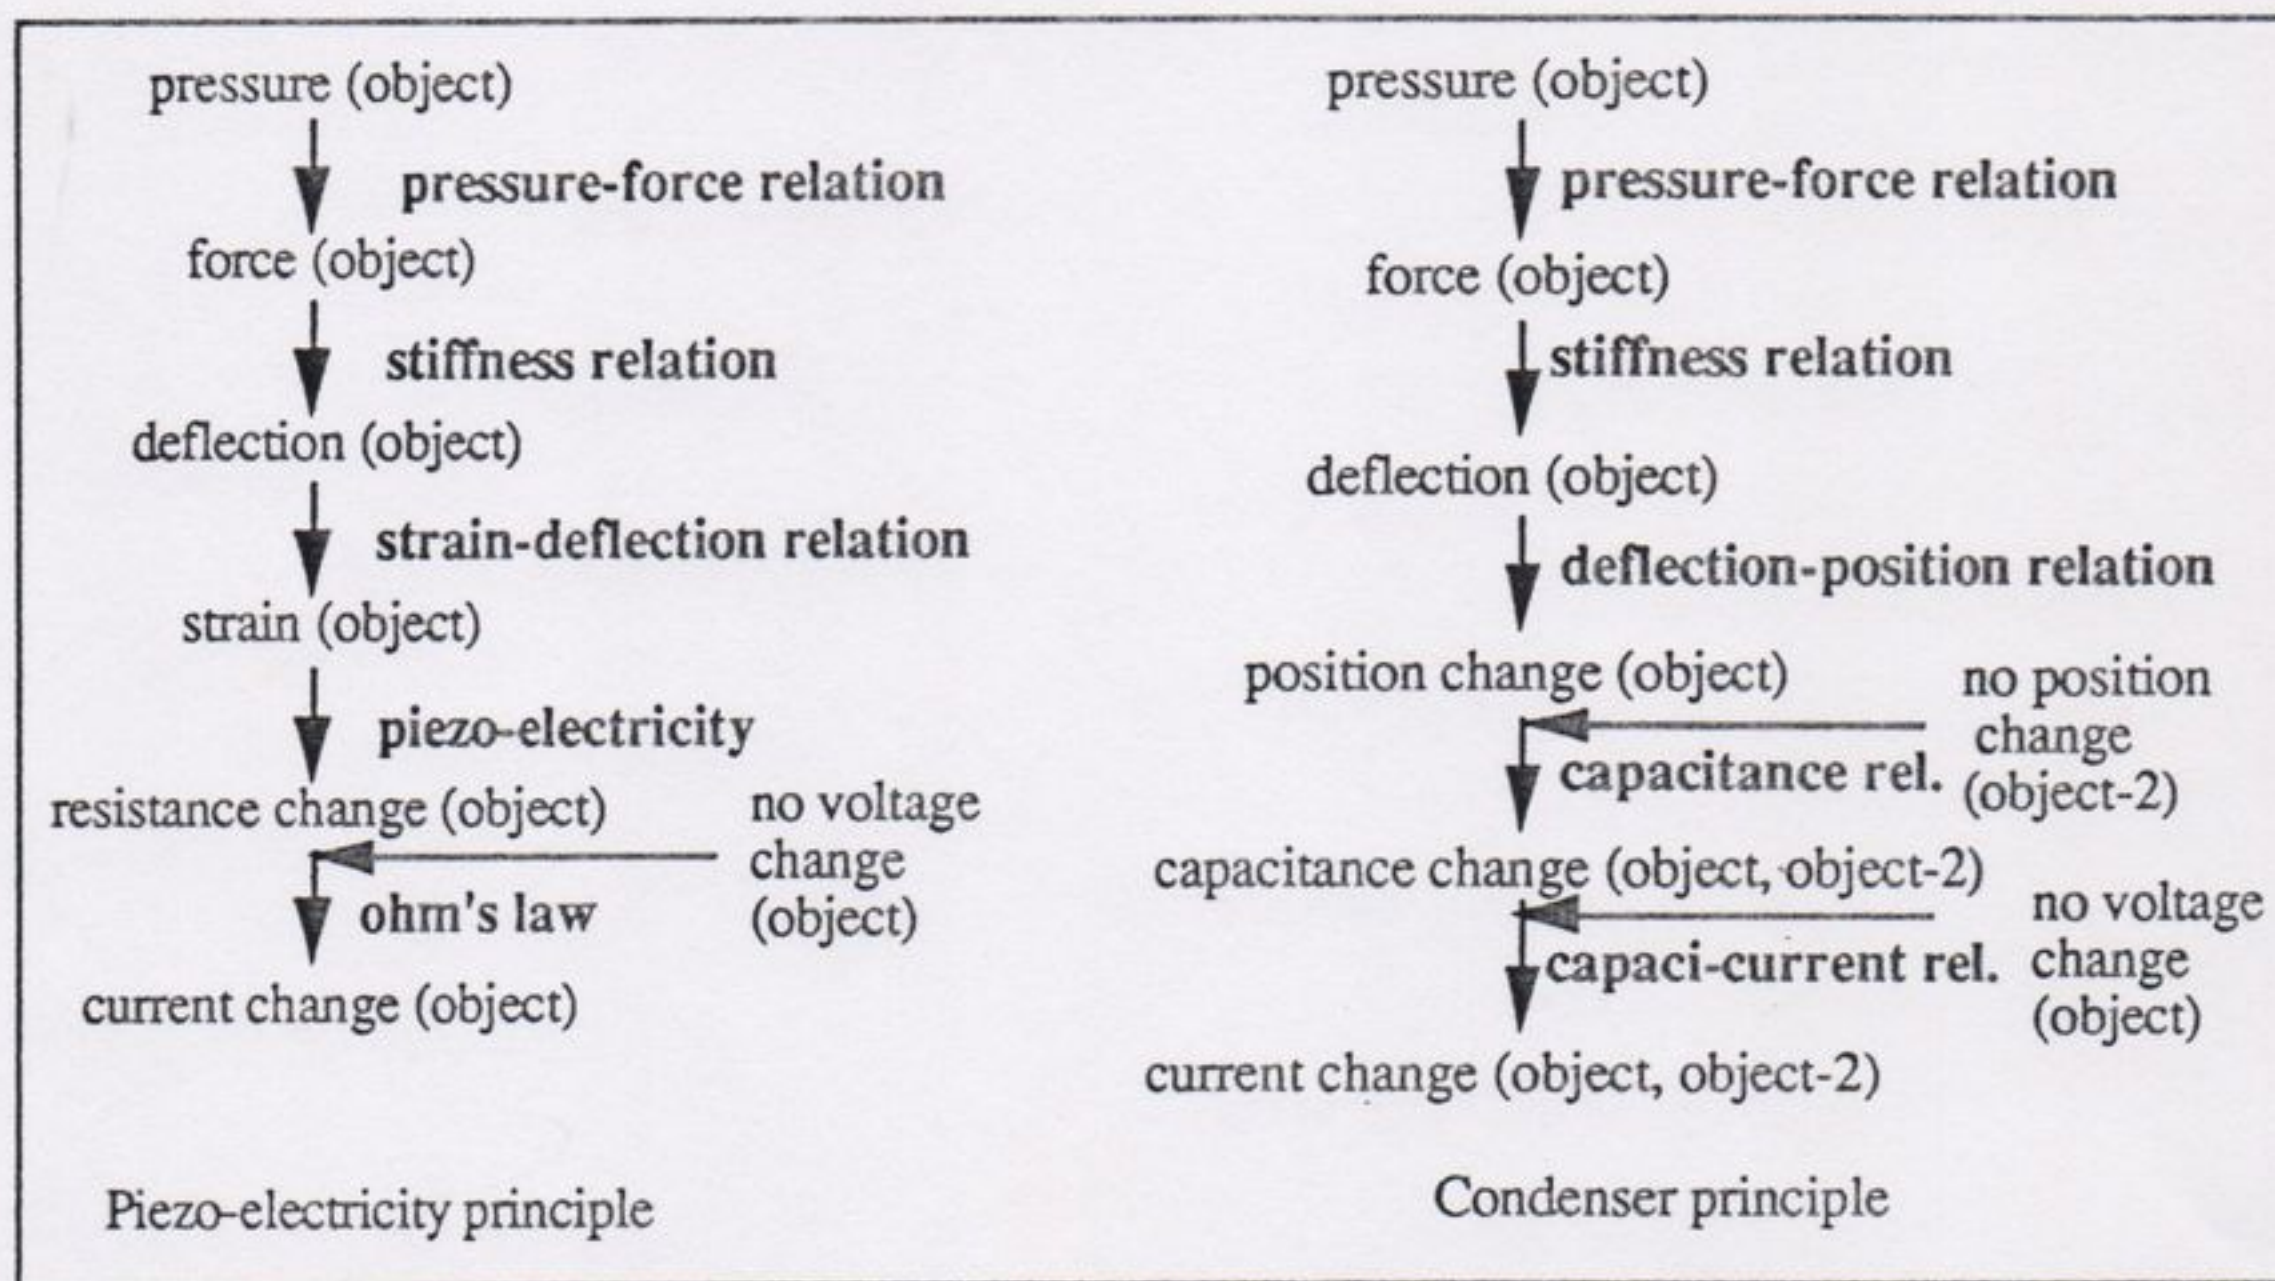 pressure (object)
pressure-force relation
force (object)
stiffness relation
deflection (object)
strain-deflection relation
strain (object)
piezo-electricity
resistance change (object)
no voltage
change
(object)
ohm's law
current change (object)
Piezo-electricity principle
pressure (object)
pressure-force relation
force (object)
stiffness relation
deflection (object)
deflection-position relation
position change (object)
no position
change
(object-2)
capacitance rel.
capacitance change (object, object-2)
no voltage
change
(object)
capaci-current rel.
current change (object, object-2)
Condenser principle